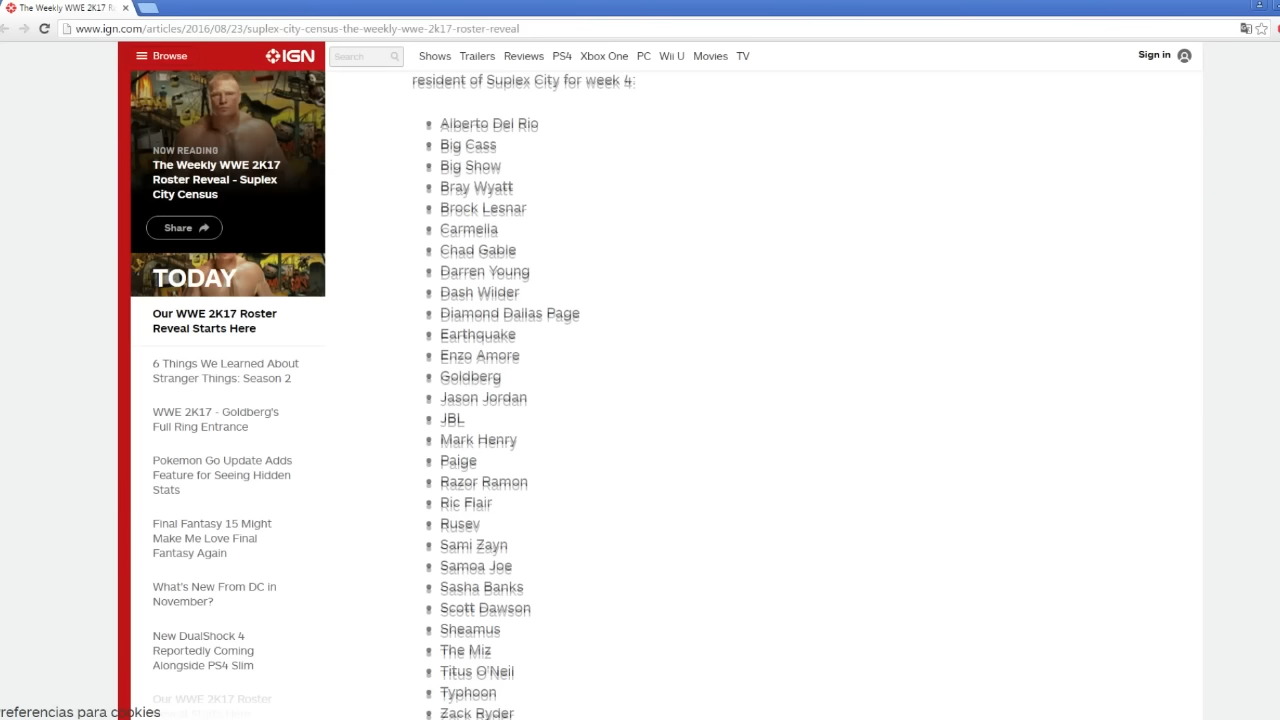 The Weekly WWE 2K17 R
www.ign.com/articles/2016/08/23/suplex-city-census-the-weekly-wwe-2k17-roster-reveal
Browse
IGN
Search
Shows Trailers Reviews PS4 Xbox One PC Wii U Movies TV
Sign in
NOW READING
The Weekly WWE 2K17
Roster Reveal - Suplex
City Census
Share
TODAY
Our WWE 2K17 Roster
Reveal Starts Here
6 Things We Learned About
Stranger Things: Season 2
WWE 2K17 - Goldberg's
Full Ring Entrance
Pokemon Go Update Adds
Feature for Seeing Hidden
Stats
Final Fantasy 15 Might
Make Me Love Final
Fantasy Again
What's New From DC in
November?
New DualShock 4
Reportedly Coming
Alongside PS4 Slim
Our WWE 2K17 Roster
referencias para cookies
resident of Suplex City for week 4:
Alberto Del Rio
Big Cass
Big Show
Bray Wyatt
Brock Lesnar
Carmella
Chad Gable
Darren Young
Dash Wilder
Diamond Dallas Page
Earthquake
Enzo Amore
Goldberg
Jason Jordan
JBL
Mark Henry
Paige
Razor Ramon
Ric Flair
Rusev
Sami Zayn
Samoa Joe
Sasha Banks
Scott Dawson
Sheamus
The Miz
Titus O'Neil
Typhoon
Zack Ryder